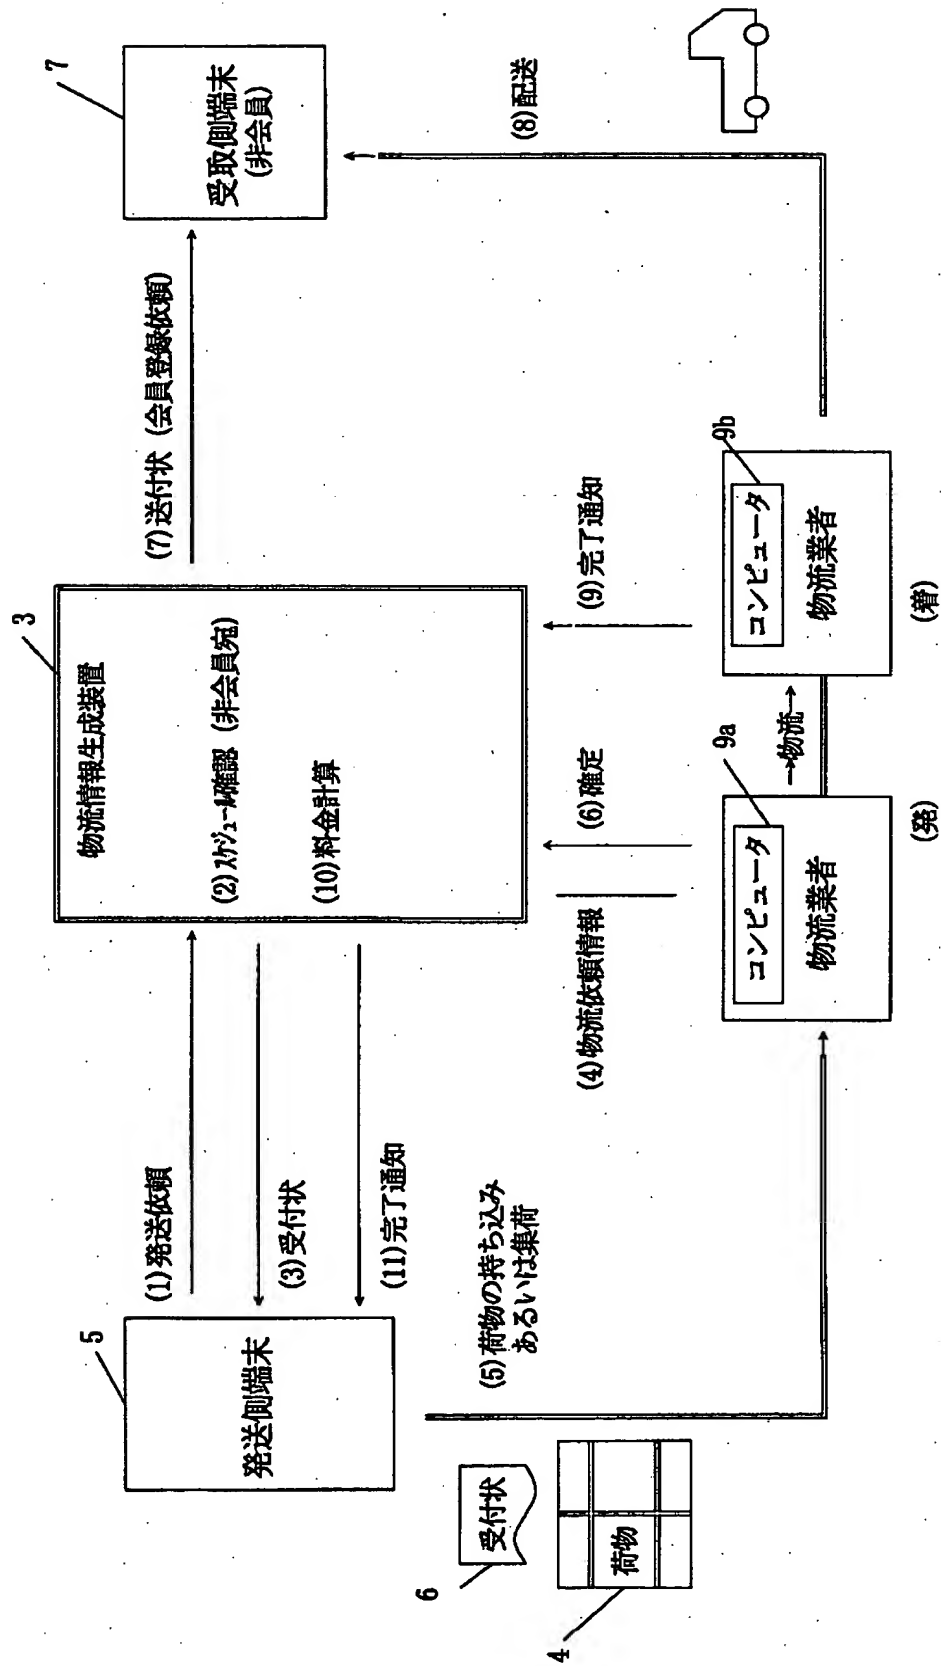 3
物流情報生成装置
(2)スケジュール確認(非会員宛)
(10)料金計算
5
発送側端末
(1)発送依頼
(3)受付状
(11)完了通知
7
受取側端末
(非会員)
(7)送付状(会員登録依頼)
(8)配送
6
受付状
4
荷物
(5)荷物の持ち込み
あるいは集荷
(4)物流依頼情報
(6)確定
(9)完了通知
9a
コンピュータ
物流業者
(発)
物流
9b
コンピュータ
物流業者
(着)